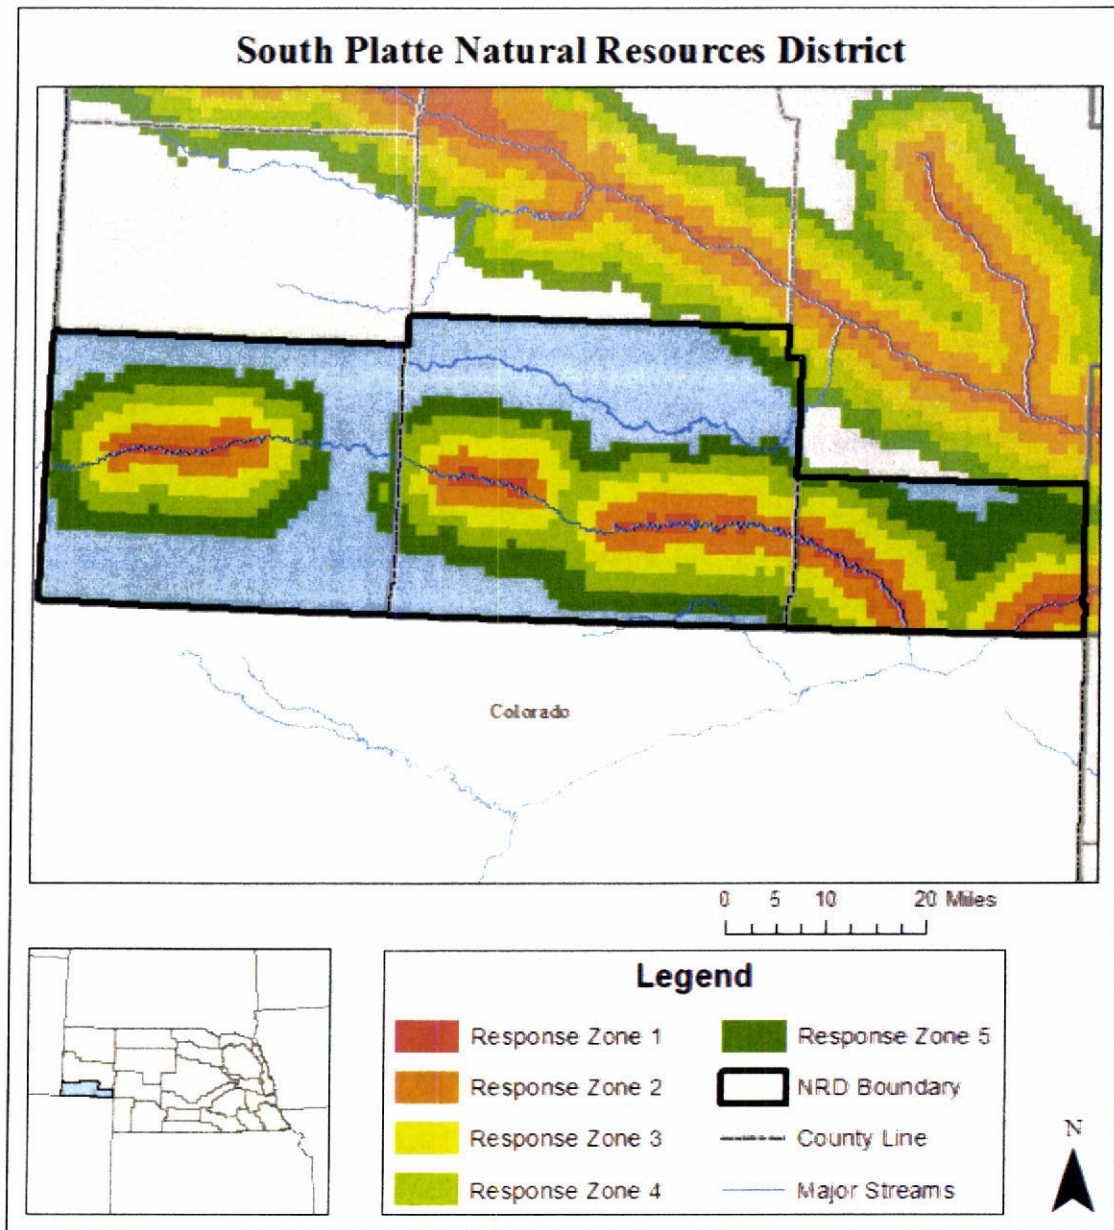 South Platte Natural Resources District
Colorado
0 5 10 20 Miles
Legend
Response Zone 1
Response Zone 2
Response Zone 3
Response Zone 4
Response Zone 5
NRD Boundary
County Line
Major Streams
N